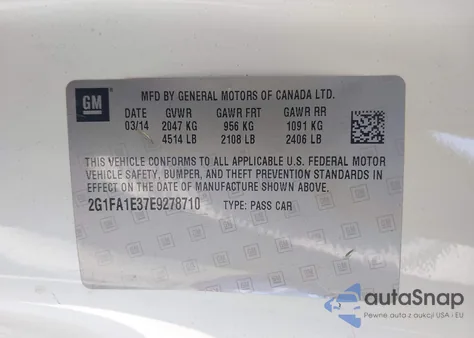 GM
MFD BY GENERAL MOTORS OF CANADA LTD.
DATE GVWR GAWR FRT GAWR RR
03/14 2047 KG 956 KG 1091 KG
4514 LB 2108 LB 2406 LB
THIS VEHICLE CONFORMS TO ALL APPLICABLE U.S. FEDERAL MOTOR
VEHICLE SAFETY, BUMPER, AND THEFT PREVENTION STANDARDS IN
EFFECT ON THE DATE OF MANUFACTURE SHOWN ABOVE.
2G1FA1E37E9278710 TYPE: PASS CAR
autoSnap
Pewne auta z aukcji USA i EU